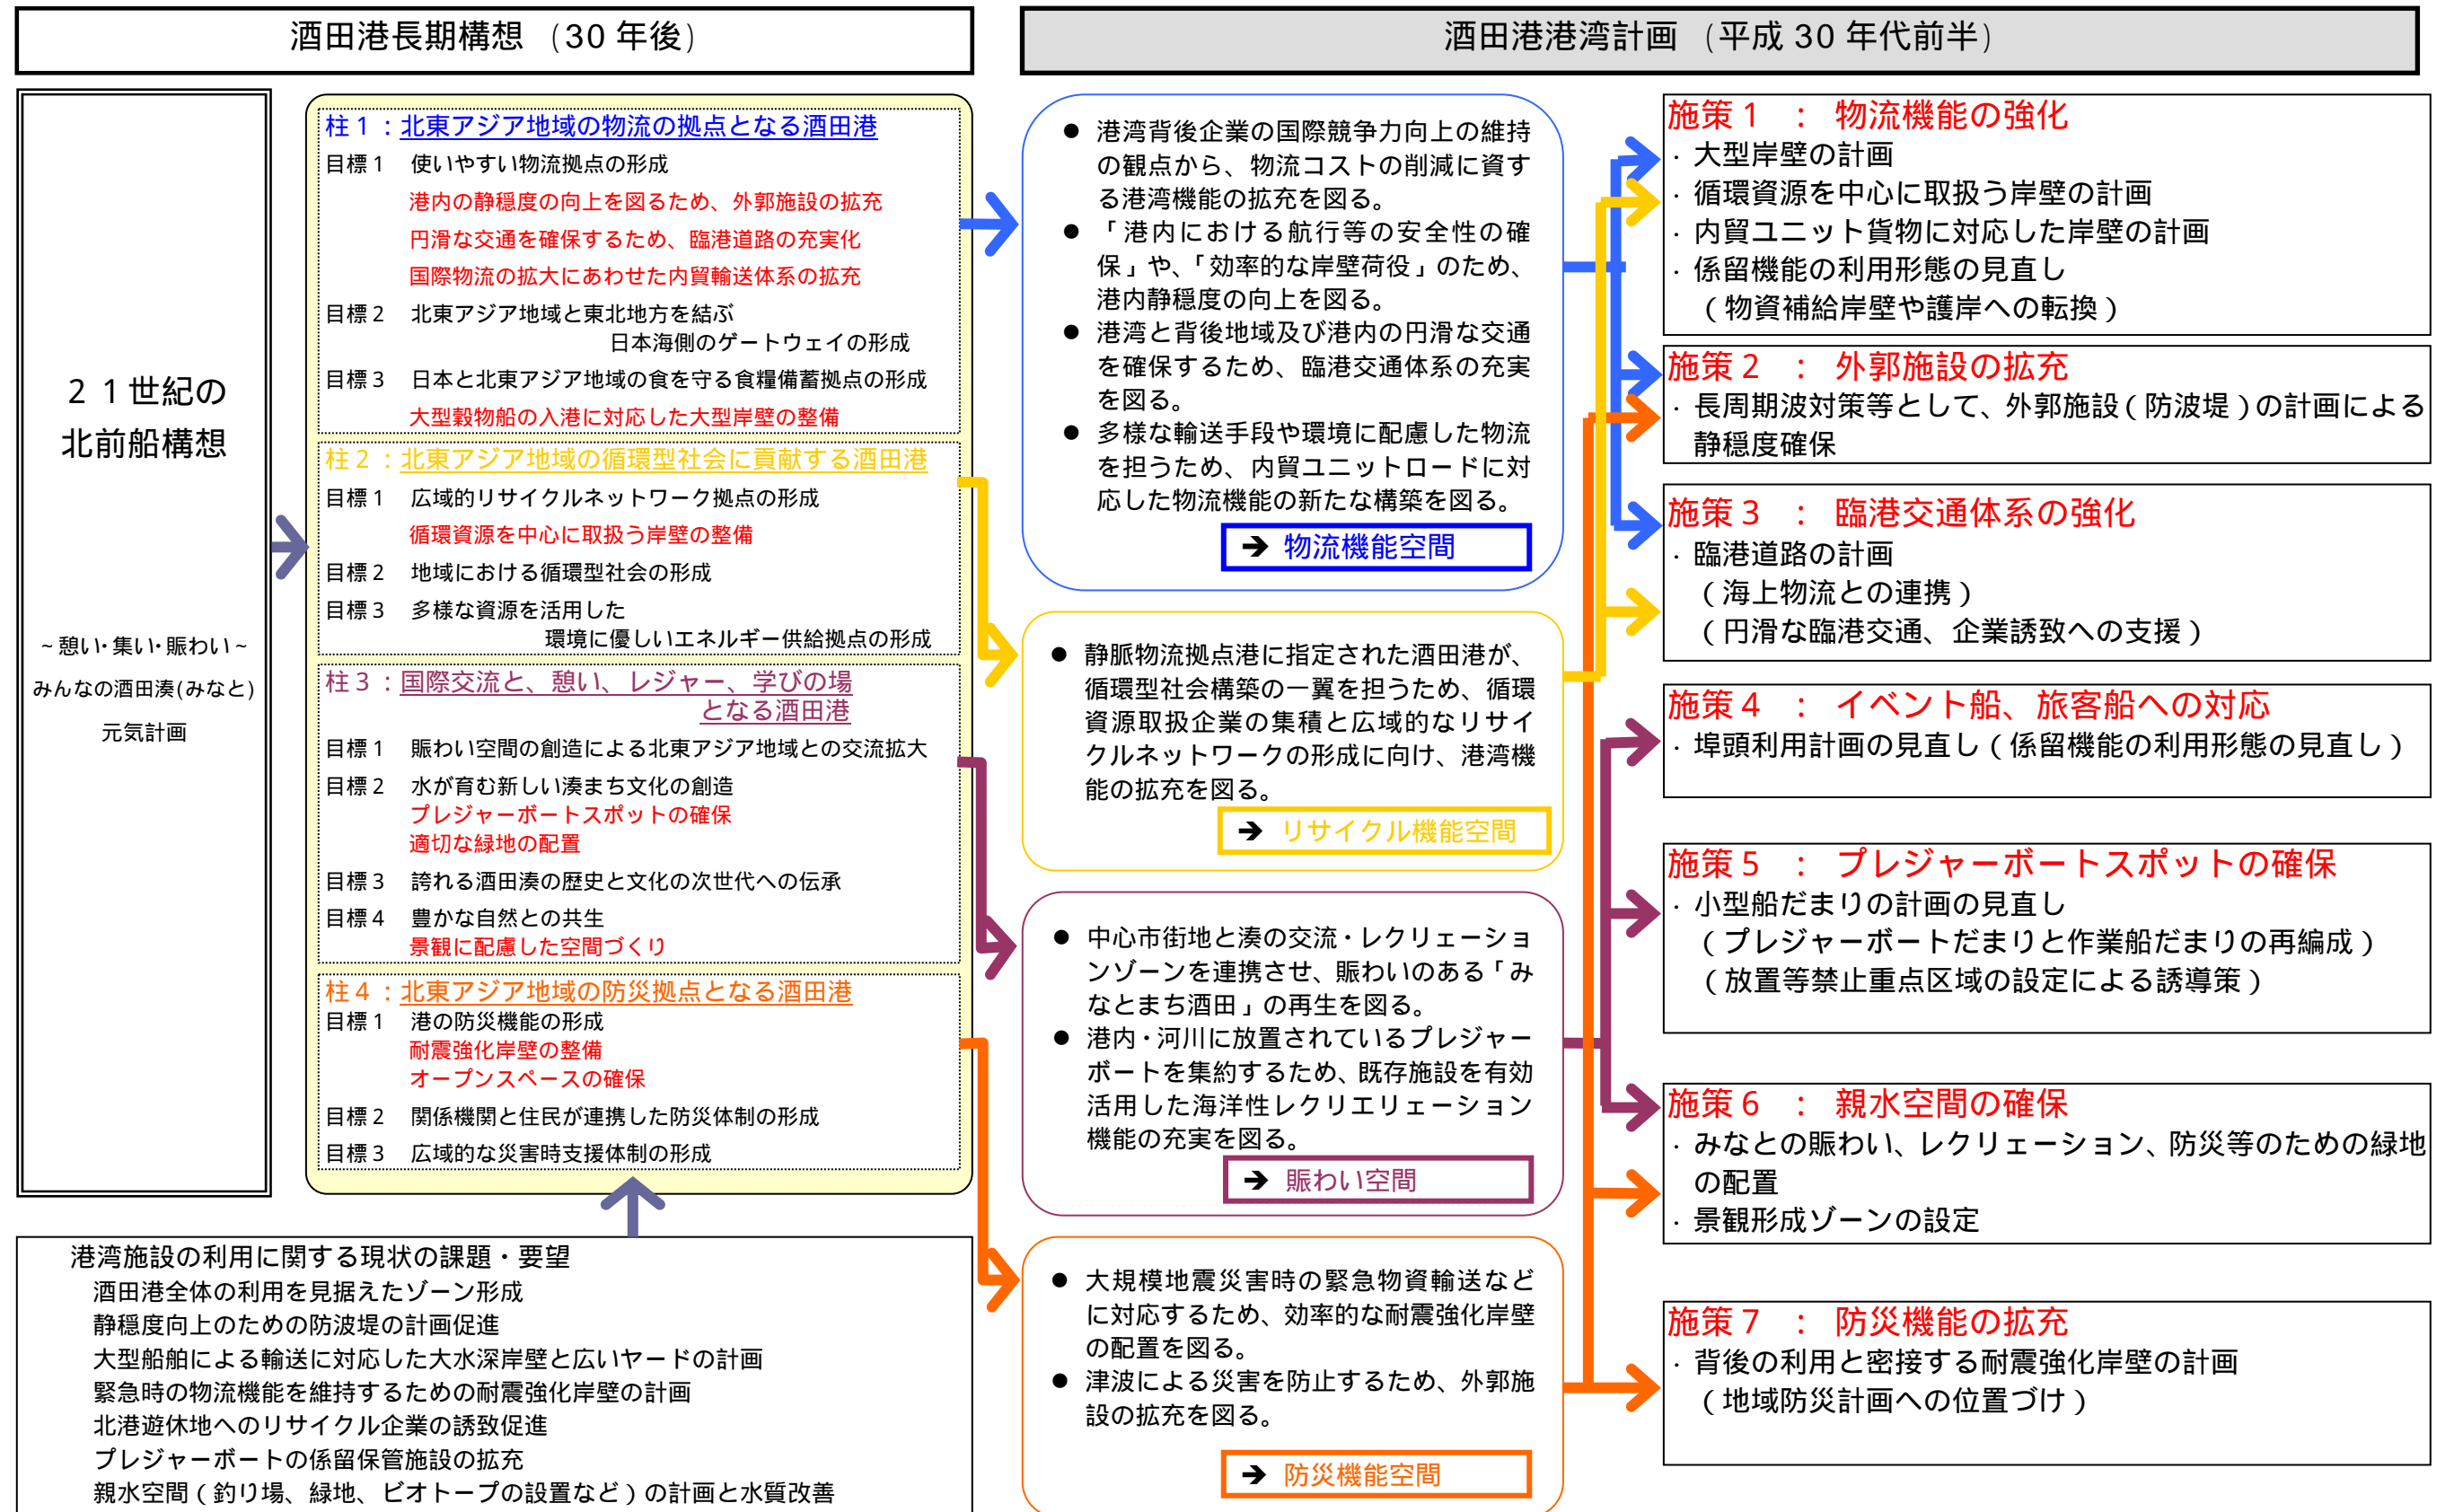 酒田港長期構想 （30 年後）
酒田港港湾計画 （平成 30 年代前半）
２１世紀の
北前船構想
~ 憩い・集い・賑わい ~
みんなの酒田湊(みなと)
元気計画
柱１：北東アジア地域の物流の拠点となる酒田港
目標１ 使いやすい物流拠点の形成
港内の静穏度の向上を図るため、外郭施設の拡充
円滑な交通を確保するため、臨港道路の充実化
国際物流の拡大にあわせた内貿輸送体系の拡充
目標２ 北東アジア地域と東北地方を結ぶ
日本海側のゲートウェイの形成
目標３ 日本と北東アジア地域の食を守る食糧備蓄拠点の形成
大型穀物船の入港に対応した大型岸壁の整備
柱２：北東アジア地域の循環型社会に貢献する酒田港
目標１ 広域的リサイクルネットワーク拠点の形成
循環資源を中心に取扱う岸壁の整備
目標２ 地域における循環型社会の形成
目標３ 多様な資源を活用した
環境に優しいエネルギー供給拠点の形成
柱３：国際交流と、憩い、レジャー、学びの場
となる酒田港
目標１ 賑わい空間の創造による北東アジア地域との交流拡大
目標２ 水が育む新しい湊まち文化の創造
プレジャーボートスポットの確保
適切な緑地の配置
目標３ 誇れる酒田湊の歴史と文化の次世代への伝承
目標４ 豊かな自然との共生
景観に配慮した空間づくり
柱４：北東アジア地域の防災拠点となる酒田港
目標１ 港の防災機能の形成
耐震強化岸壁の整備
オープンスペースの確保
目標２ 関係機関と住民が連携した防災体制の形成
目標３ 広域的な災害時支援体制の形成
港湾施設の利用に関する現状の課題・要望
酒田港全体の利用を見据えたゾーン形成
静穏度向上のための防波堤の計画促進
大型船舶による輸送に対応した大水深岸壁と広いヤードの計画
緊急時の物流機能を維持するための耐震強化岸壁の計画
北港遊休地へのリサイクル企業の誘致促進
プレジャーボートの係留保管施設の拡充
親水空間（釣り場、緑地、ビオトープの設置など）の計画と水質改善
● 港湾背後企業の国際競争力向上の維持
の観点から、物流コストの削減に資す
る港湾機能の拡充を図る。
● 「港内における航行等の安全性の確
保」や、「効率的な岸壁荷役」のため、
港内静穏度の向上を図る。
● 港湾と背後地域及び港内の円滑な交通
を確保するため、臨港交通体系の充実
を図る。
● 多様な輸送手段や環境に配慮した物流
を担うため、内貿ユニットロードに対
応した物流機能の新たな構築を図る。
➔ 物流機能空間
● 静脈物流拠点港に指定された酒田港が、
循環型社会構築の一翼を担うため、循環
資源取扱企業の集積と広域的なリサイ
クルネットワークの形成に向け、港湾機
能の拡充を図る。
➔ リサイクル機能空間
● 中心市街地と湊の交流・レクリェーショ
ンゾーンを連携させ、賑わいのある「み
なとまち酒田」の再生を図る。
● 港内・河川に放置されているプレジャー
ボートを集約するため、既存施設を有効
活用した海洋性レクリエリェーション
機能の充実を図る。
➔ 賑わい空間
● 大規模地震災害時の緊急物資輸送など
に対応するため、効率的な耐震強化岸壁
の配置を図る。
● 津波による災害を防止するため、外郭施
設の拡充を図る。
➔ 防災機能空間
施策１ ： 物流機能の強化
・大型岸壁の計画
・循環資源を中心に取扱う岸壁の計画
・内貿ユニット貨物に対応した岸壁の計画
・係留機能の利用形態の見直し
（物資補給岸壁や護岸への転換）
施策２ ： 外郭施設の拡充
・長周期波対策等として、外郭施設（防波堤）の計画による
静穏度確保
施策３ ： 臨港交通体系の強化
・臨港道路の計画
（海上物流との連携）
（円滑な臨港交通、企業誘致への支援）
施策４ ： イベント船、旅客船への対応
・埠頭利用計画の見直し（係留機能の利用形態の見直し）
施策５ ： プレジャーボートスポットの確保
・小型船だまりの計画の見直し
（プレジャーボートだまりと作業船だまりの再編成）
（放置等禁止重点区域の設定による誘導策）
施策６ ： 親水空間の確保
・みなとの賑わい、レクリェーション、防災等のための緑地
の配置
・景観形成ゾーンの設定
施策７ ： 防災機能の拡充
・背後の利用と密接する耐震強化岸壁の計画
（地域防災計画への位置づけ）